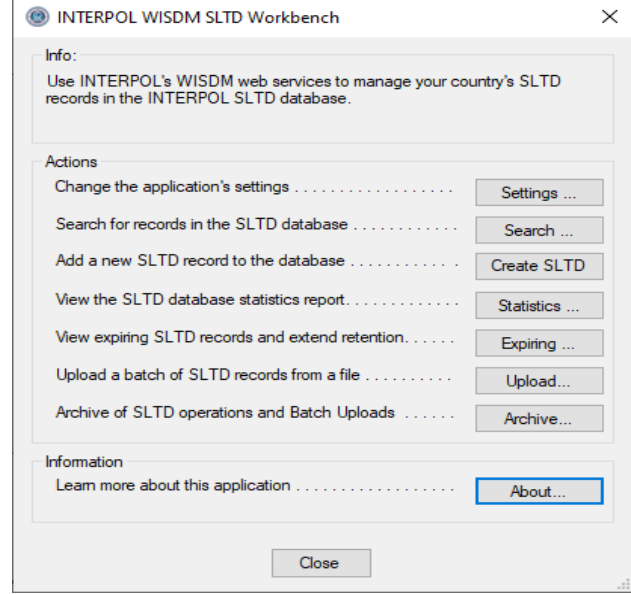 INTERPOL WISDM SLTD Workbench
Info:
Use INTERPOL's WISDM web services to manage your country's SLTD
records in the INTERPOL SLTD database.
Actions
Change the application's settings . . . . . . . . . . . . . . . . . . Settings ...
Search for records in the SLTD database . . . . . . . . . . . . Search ...
Add a new SLTD record to the database . . . . . . . . . . . . Create SLTD
View the SLTD database statistics report. . . . . . . . . . . . . Statistics ...
View expiring SLTD records and extend retention. . . . . . Expiring ...
Upload a batch of SLTD records from a file . . . . . . . . . . Upload...
Archive of SLTD operations and Batch Uploads . . . . . . Archive...
Information
Learn more about this application . . . . . . . . . . . . . . . . . . About...
Close